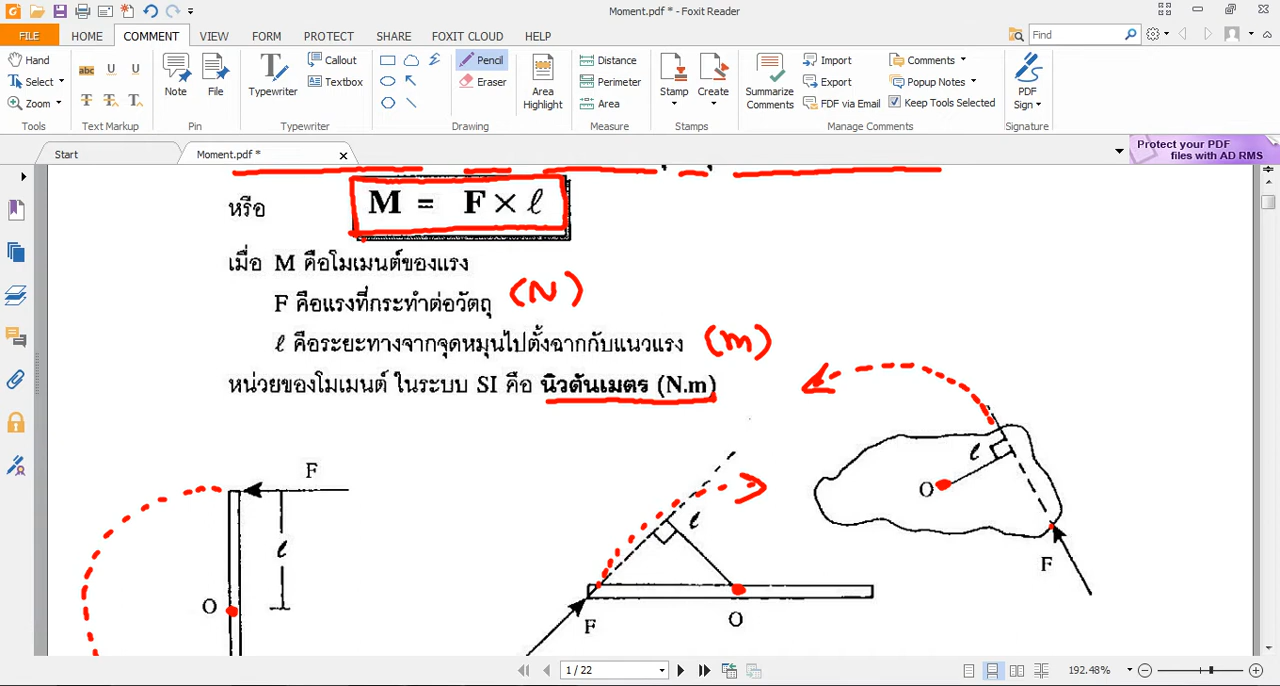 Moment.pdf * - Foxit Reader
FILE HOME COMMENT VIEW FORM PROTECT SHARE FOXIT CLOUD HELP
Find
Hand
Select
Zoom
Tools
abc U U
T T T
Text Markup
Note
File
Pin
Typewriter
Callout
Textbox
Typewriter
Pencil
Eraser
Drawing
Area Highlight
Distance
Perimeter
Area
Measure
Stamp
Create
Stamps
Summarize Comments
Import
Export
FDF via Email
Comments
Popup Notes
Keep Tools Selected
Manage Comments
PDF Sign
Signature
Start
Moment.pdf *
Protect your PDF
files with AD RMS
หรือ M = F × ℓ
เมื่อ M คือโมเมนต์ของแรง
F คือแรงที่กระทำต่อวัตถุ (N)
ℓ คือระยะทางจากจุดหมุนไปตั้งฉากกับแนวแรง (m)
หน่วยของโมเมนต์ ในระบบ SI คือ นิวตันเมตร (N.m)
F
ℓ
O
ℓ
F
O
ℓ
O
F
1 / 22
192.48%